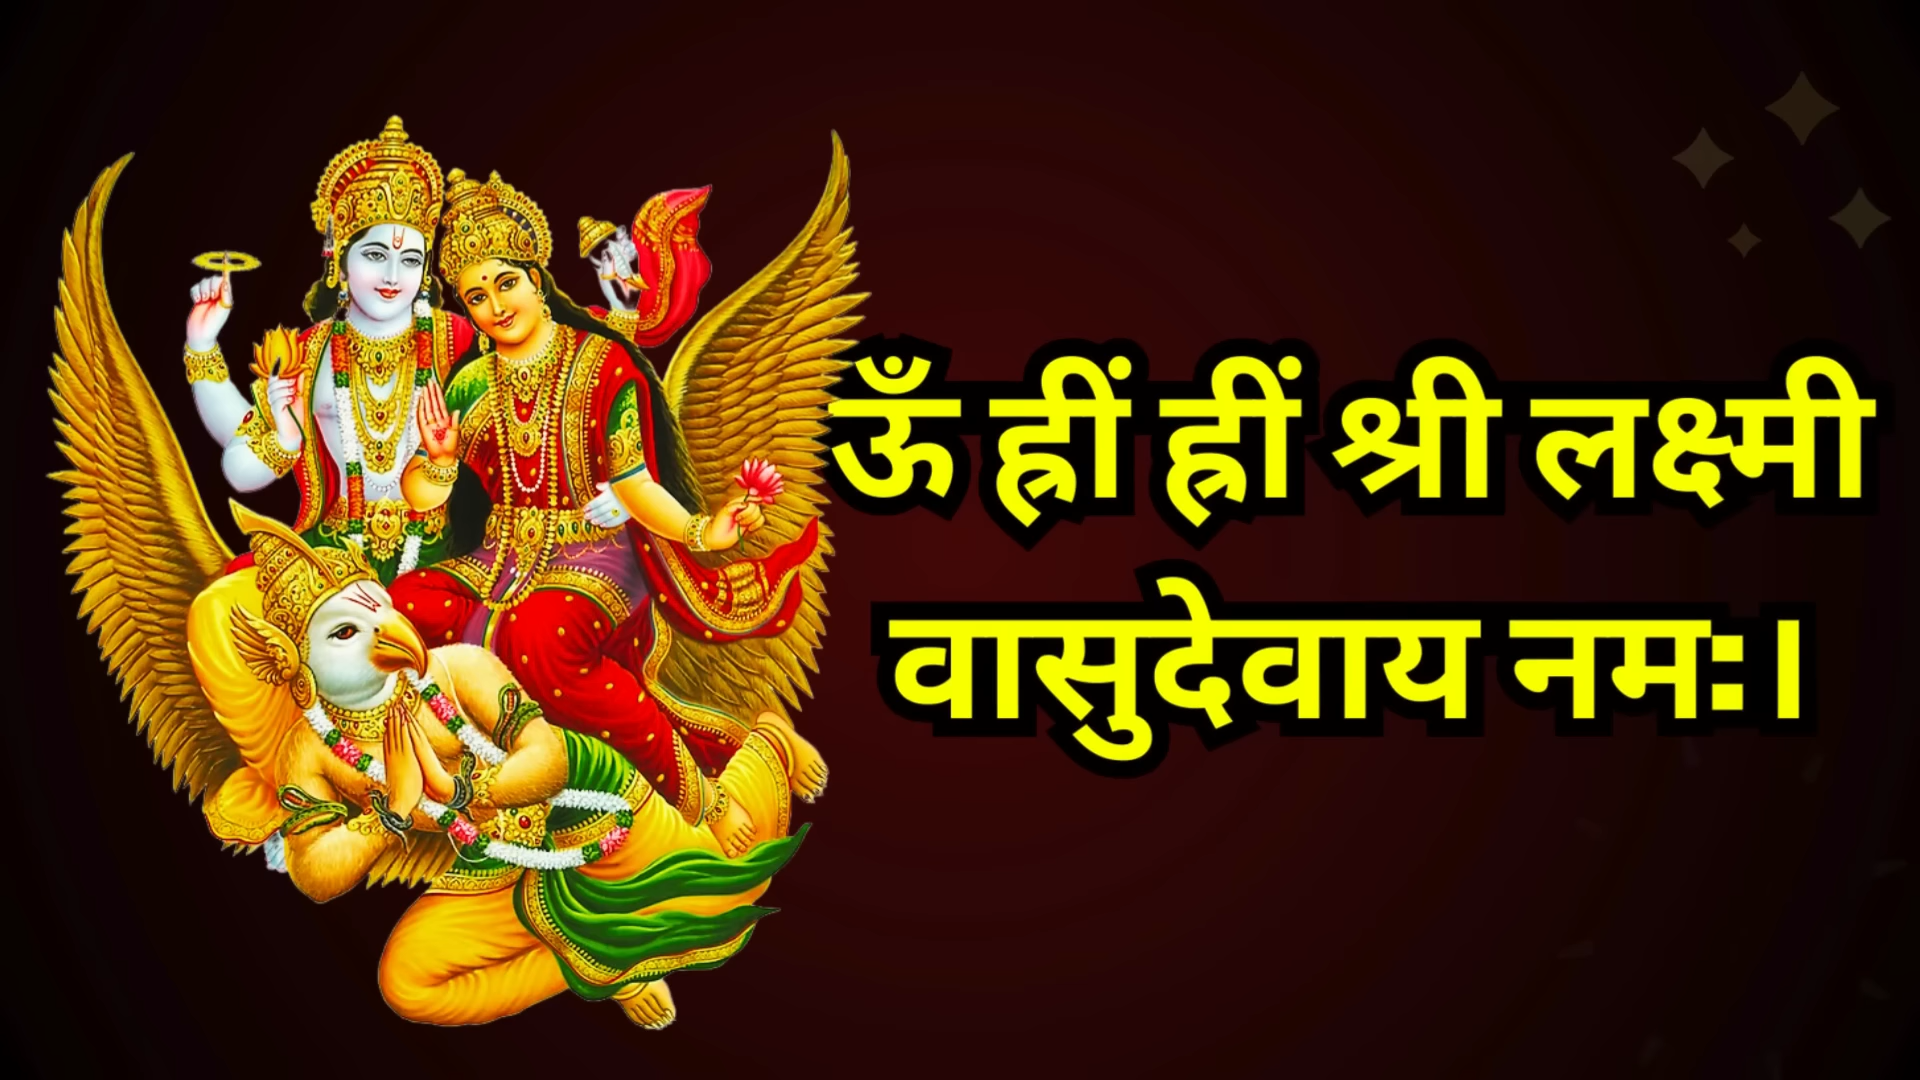 ऊँ ह्रीं ह्रीं श्री लक्ष्मी
वासुदेवाय नमः।